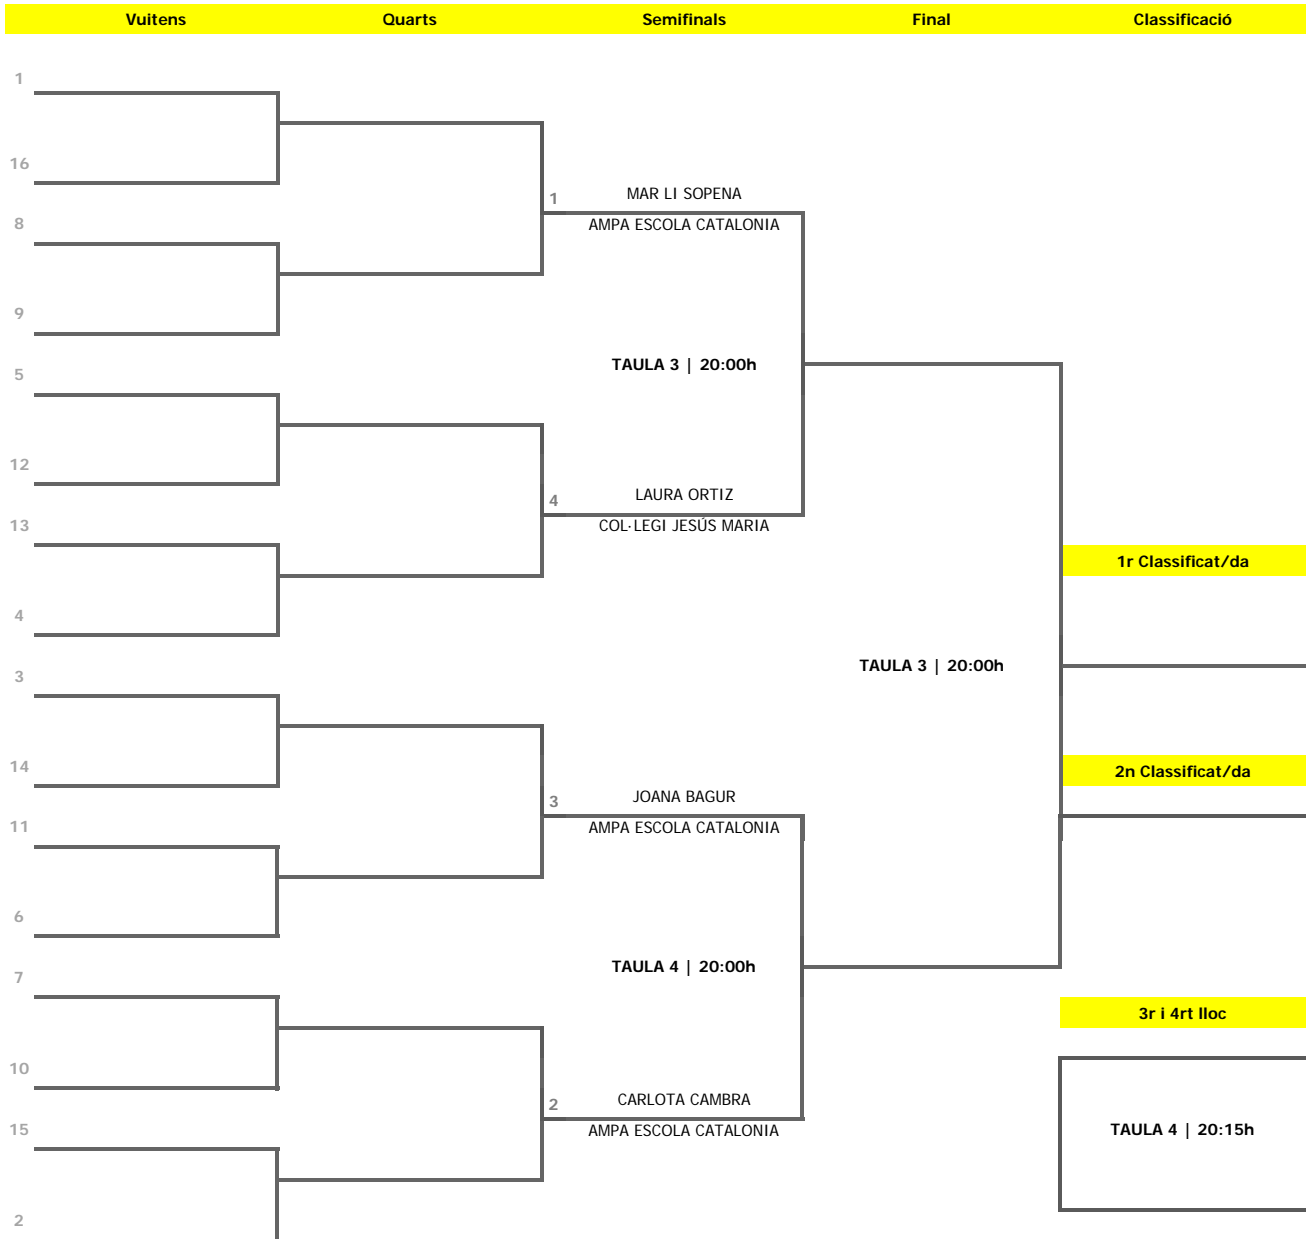 Vuitens Quarts Semifinals Final Classificació
1
16
1 MAR LI SOPENA
8 AMPA ESCOLA CATALONIA
9
TAULA 3 | 20:00h
5
12
4 LAURA ORTIZ
13 COL·LEGI JESÚS MARIA
1r Classificat/da
4
TAULA 3 | 20:00h
3
14 2n Classificat/da
3 JOANA BAGUR
11 AMPA ESCOLA CATALONIA
6
TAULA 4 | 20:00h
7
3r i 4rt lloc
10
2 CARLOTA CAMBRA
15 AMPA ESCOLA CATALONIA TAULA 4 | 20:15h
2